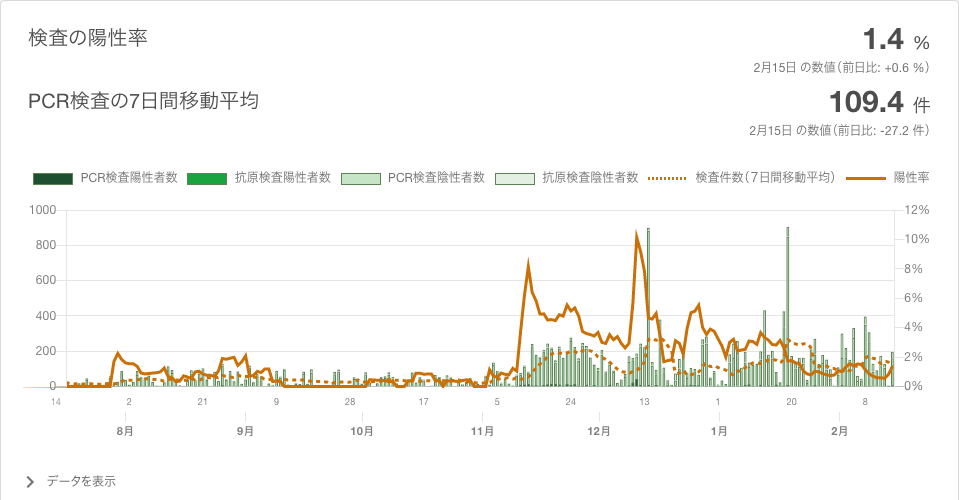 検査の陽性率
1.4 %
2月15日 の数値（前日比: +0.6 %）
PCR検査の7日間移動平均
109.4 件
2月15日 の数値（前日比: -27.2 件）
PCR検査陽性者数 抗原検査陽性者数 PCR検査陰性者数 抗原検査陰性者数 検査件数（7日間移動平均） 陽性率
1000 12%
10%
800
8%
600
6%
400
4%
200
2%
0 0%
14 2 21 9 28 17 5 24 13 1 20 8
8月 9月 10月 11月 12月 1月 2月
データを表示